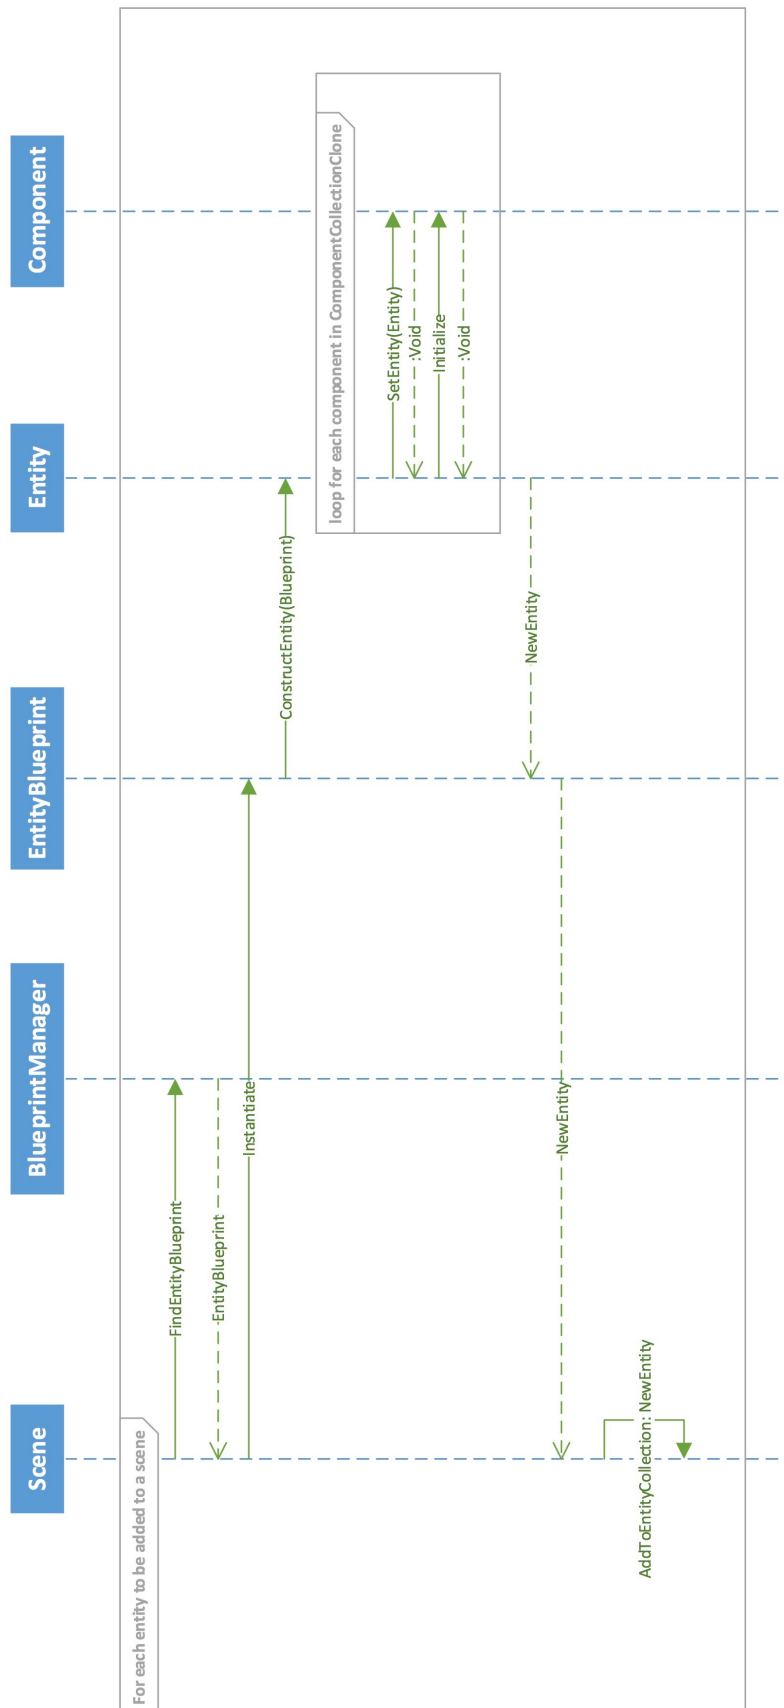 Scene
BlueprintManager
EntityBlueprint
Entity
Component
For each entity to be added to a scene
FindEntityBlueprint
EntityBlueprint
Instantiate
ConstructEntity(Blueprint)
loop for each component in ComponentCollectionClone
SetEntity(Entity)
:Void
Initialize
:Void
NewEntity
NewEntity
AddToEntityCollection: NewEntity